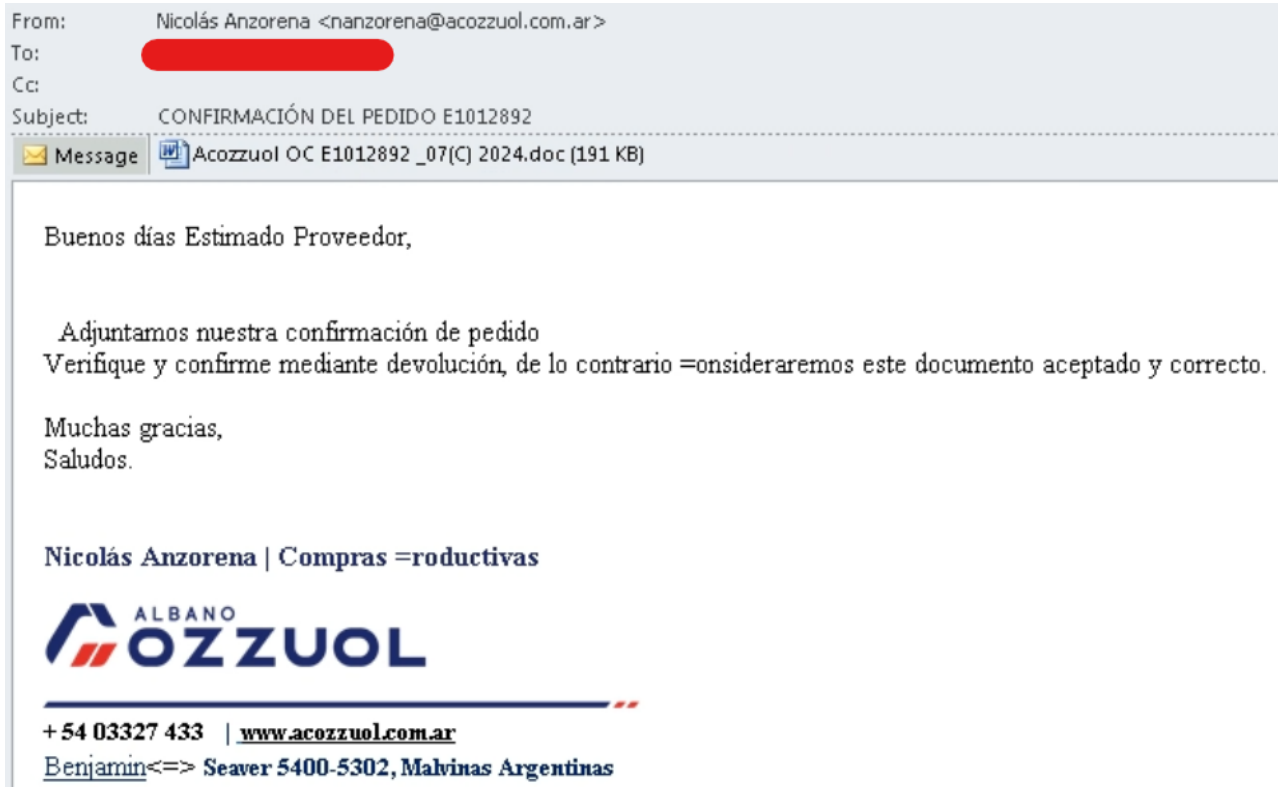 From: Nicolás Anzorena <nanzorena@acozzuol.com.ar>
To:
Cc:
Subject: CONFIRMACIÓN DEL PEDIDO E1012892
Message Acozzuol OC E1012892 _07(C) 2024.doc (191 KB)
Buenos días Estimado Proveedor,
Adjuntamos nuestra confirmación de pedido
Verifique y confirme mediante devolución, de lo contrario =onsideraremos este documento aceptado y correcto.
Muchas gracias,
Saludos.
Nicolás Anzorena | Compras =roductivas
ALBANO
COZZUOL
+ 54 03327 433 | www.acozzuol.com.ar
Benjamin<=> Seaver 5400-5302, Malvinas Argentinas